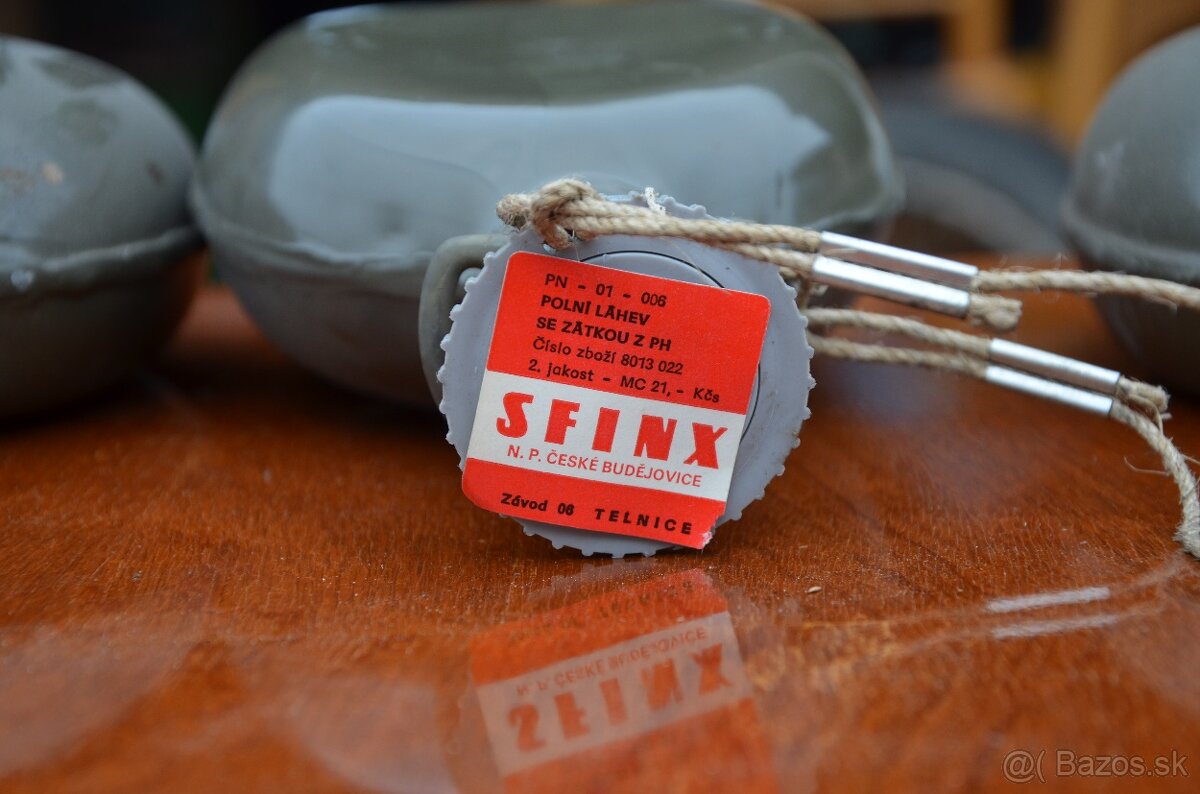 PN - 01 - 006
POLNÍ LÁHEV
SE ZÁTKOU Z PH
Číslo zboží 8013 022
2. jakost - MC 21,- Kčs
SFINX
N. P. ČESKÉ BUDĚJOVICE
Závod 06 TELNICE
@( Bazos.sk